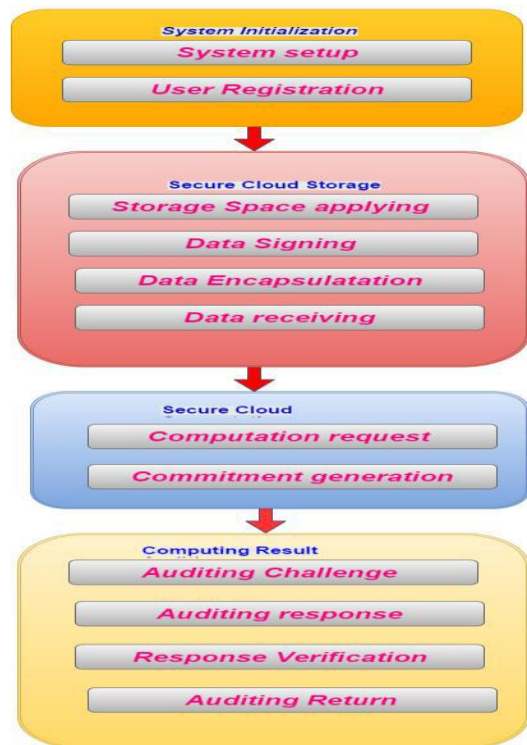 System Initialization
System setup
User Registration
Secure Cloud Storage
Storage Space applying
Data Signing
Data Encapsulatation
Data receiving
Secure Cloud
Computation request
Commitment generation
Computing Result
Auditing Challenge
Auditing response
Response Verification
Auditing Return